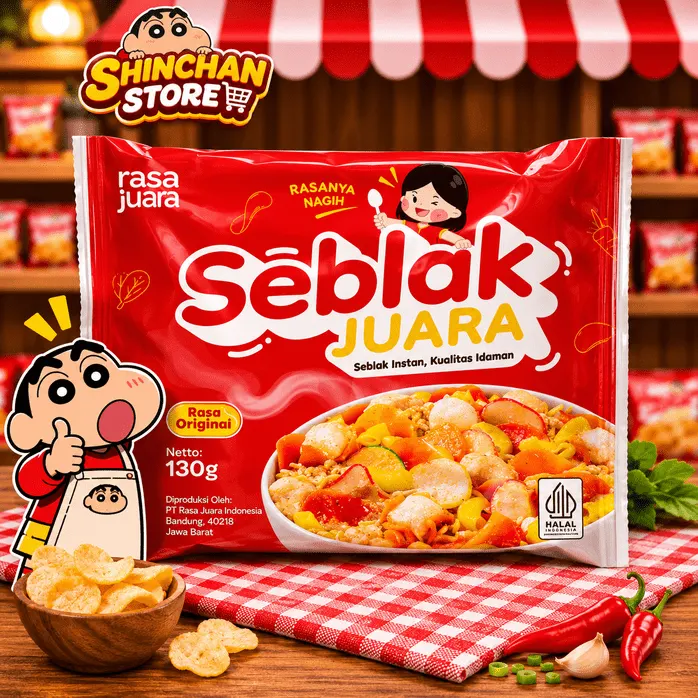 SHINCHAN
STORE
rasa
juara
RASANYA
NAGIH
Seblak
JUARA
Seblak Instan, Kualitas Idaman
Rasa
Original
Netto:
130g
Diproduksi Oleh:
PT Rasa Juara Indonesia
Bandung, 40218
Jawa Barat
HALAL
INDONESIA